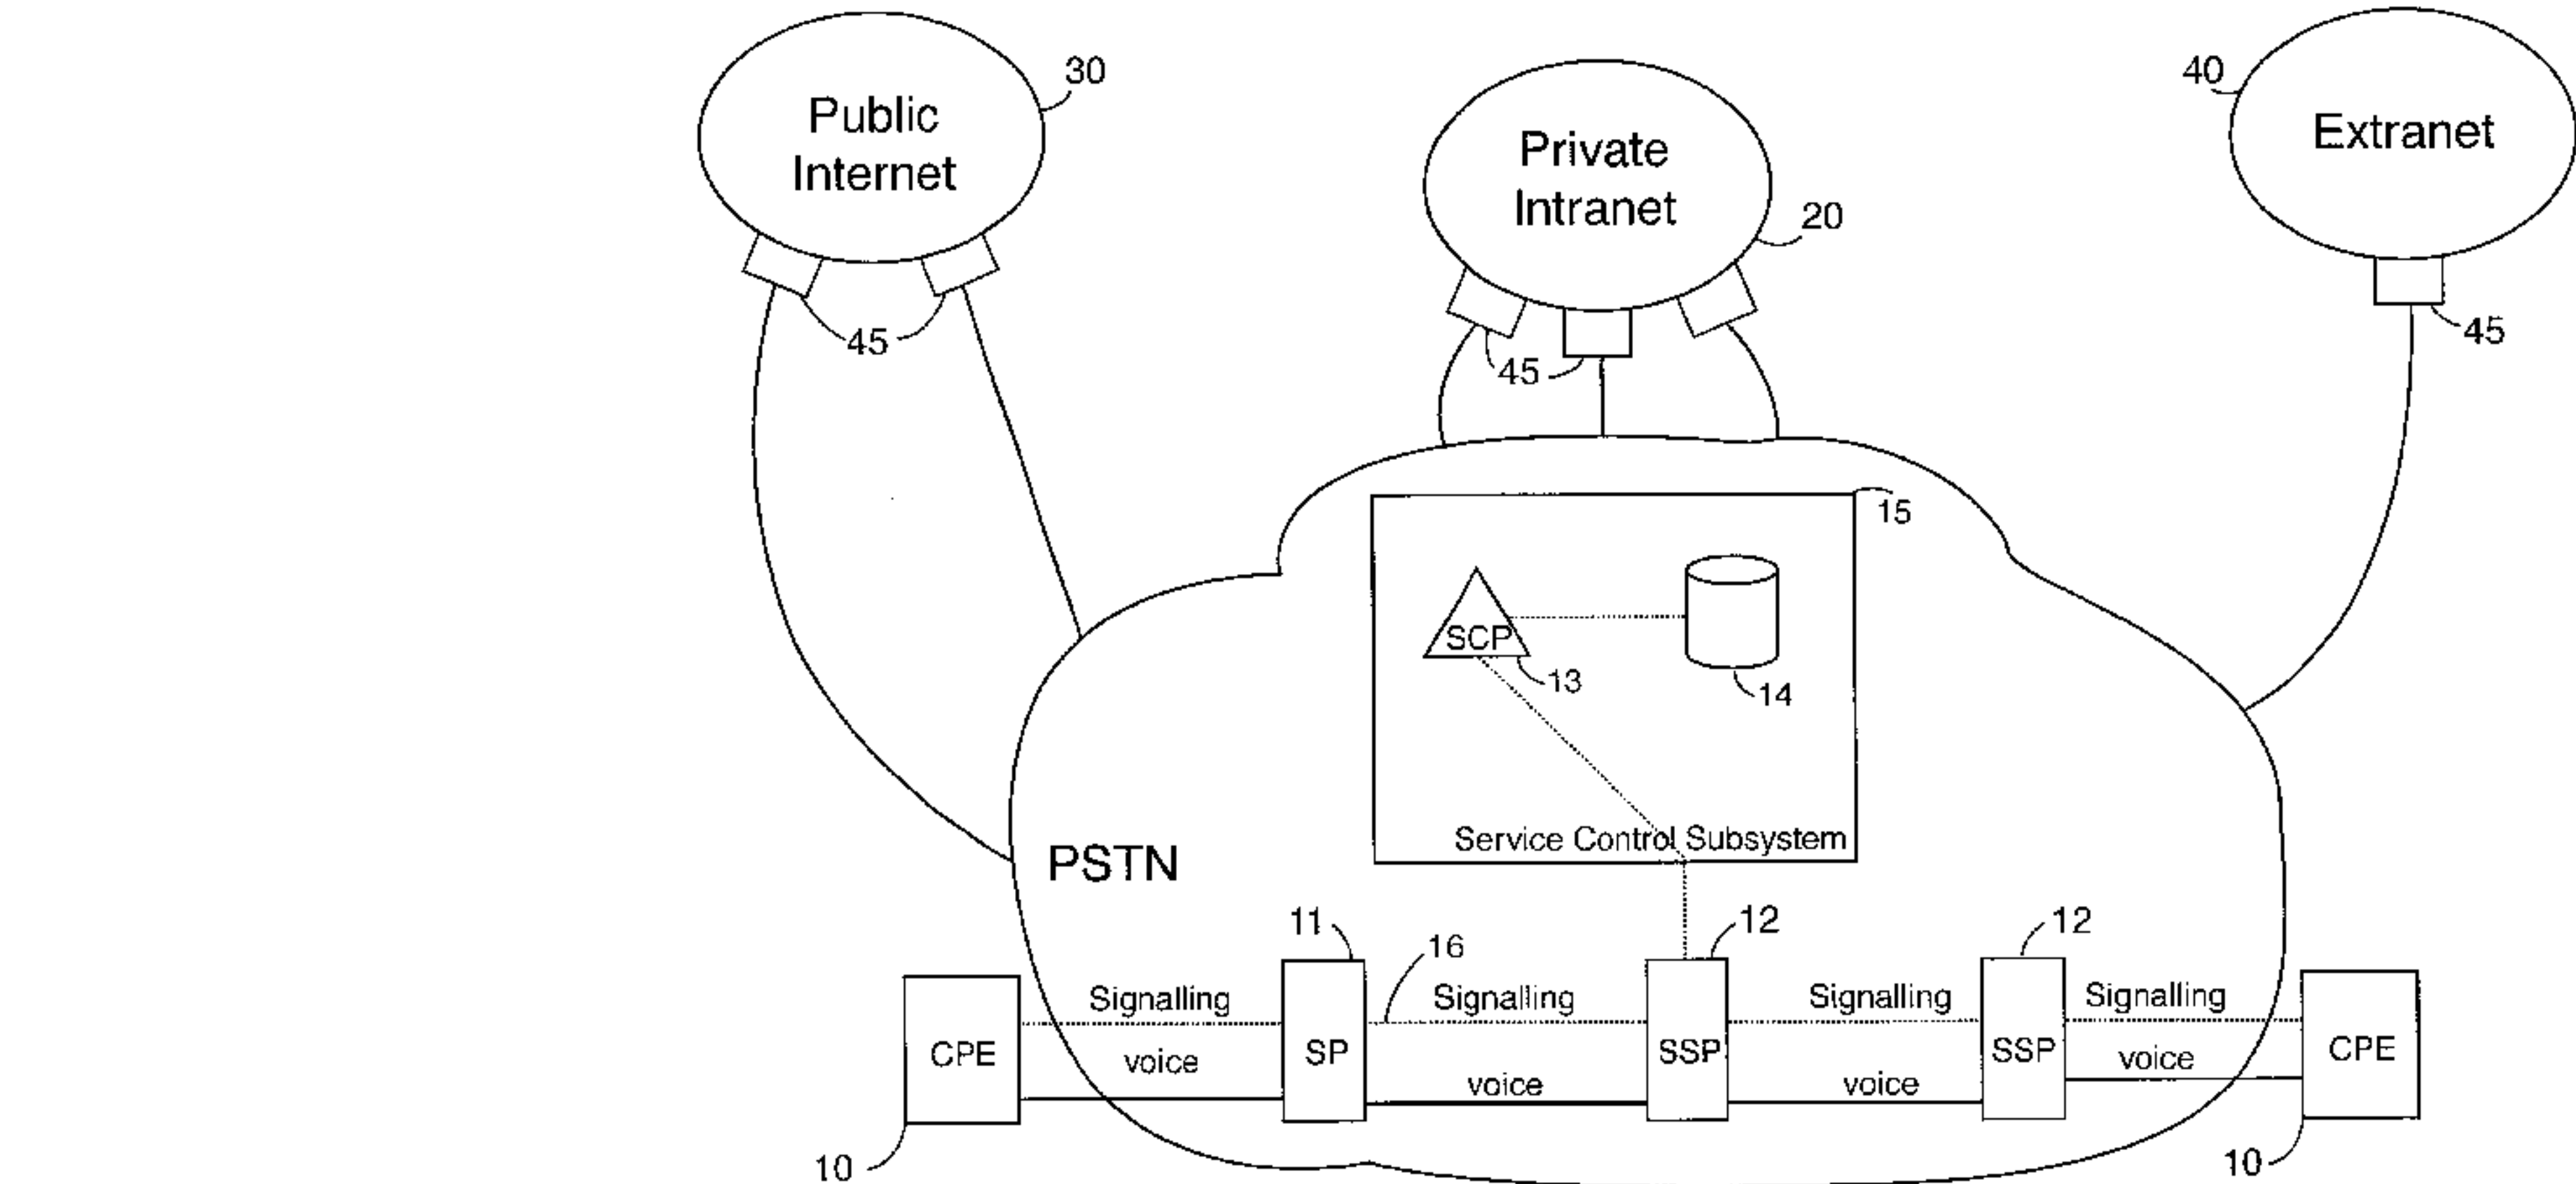 30
Public
Internet
45
Private
Intranet
20
45
40
Extranet
45
15
SCP
13
14
Service Control Subsystem
PSTN
11
16
12
12
CPE
Signalling
voice
SP
Signalling
voice
SSP
Signalling
voice
SSP
Signalling
voice
CPE
10
10